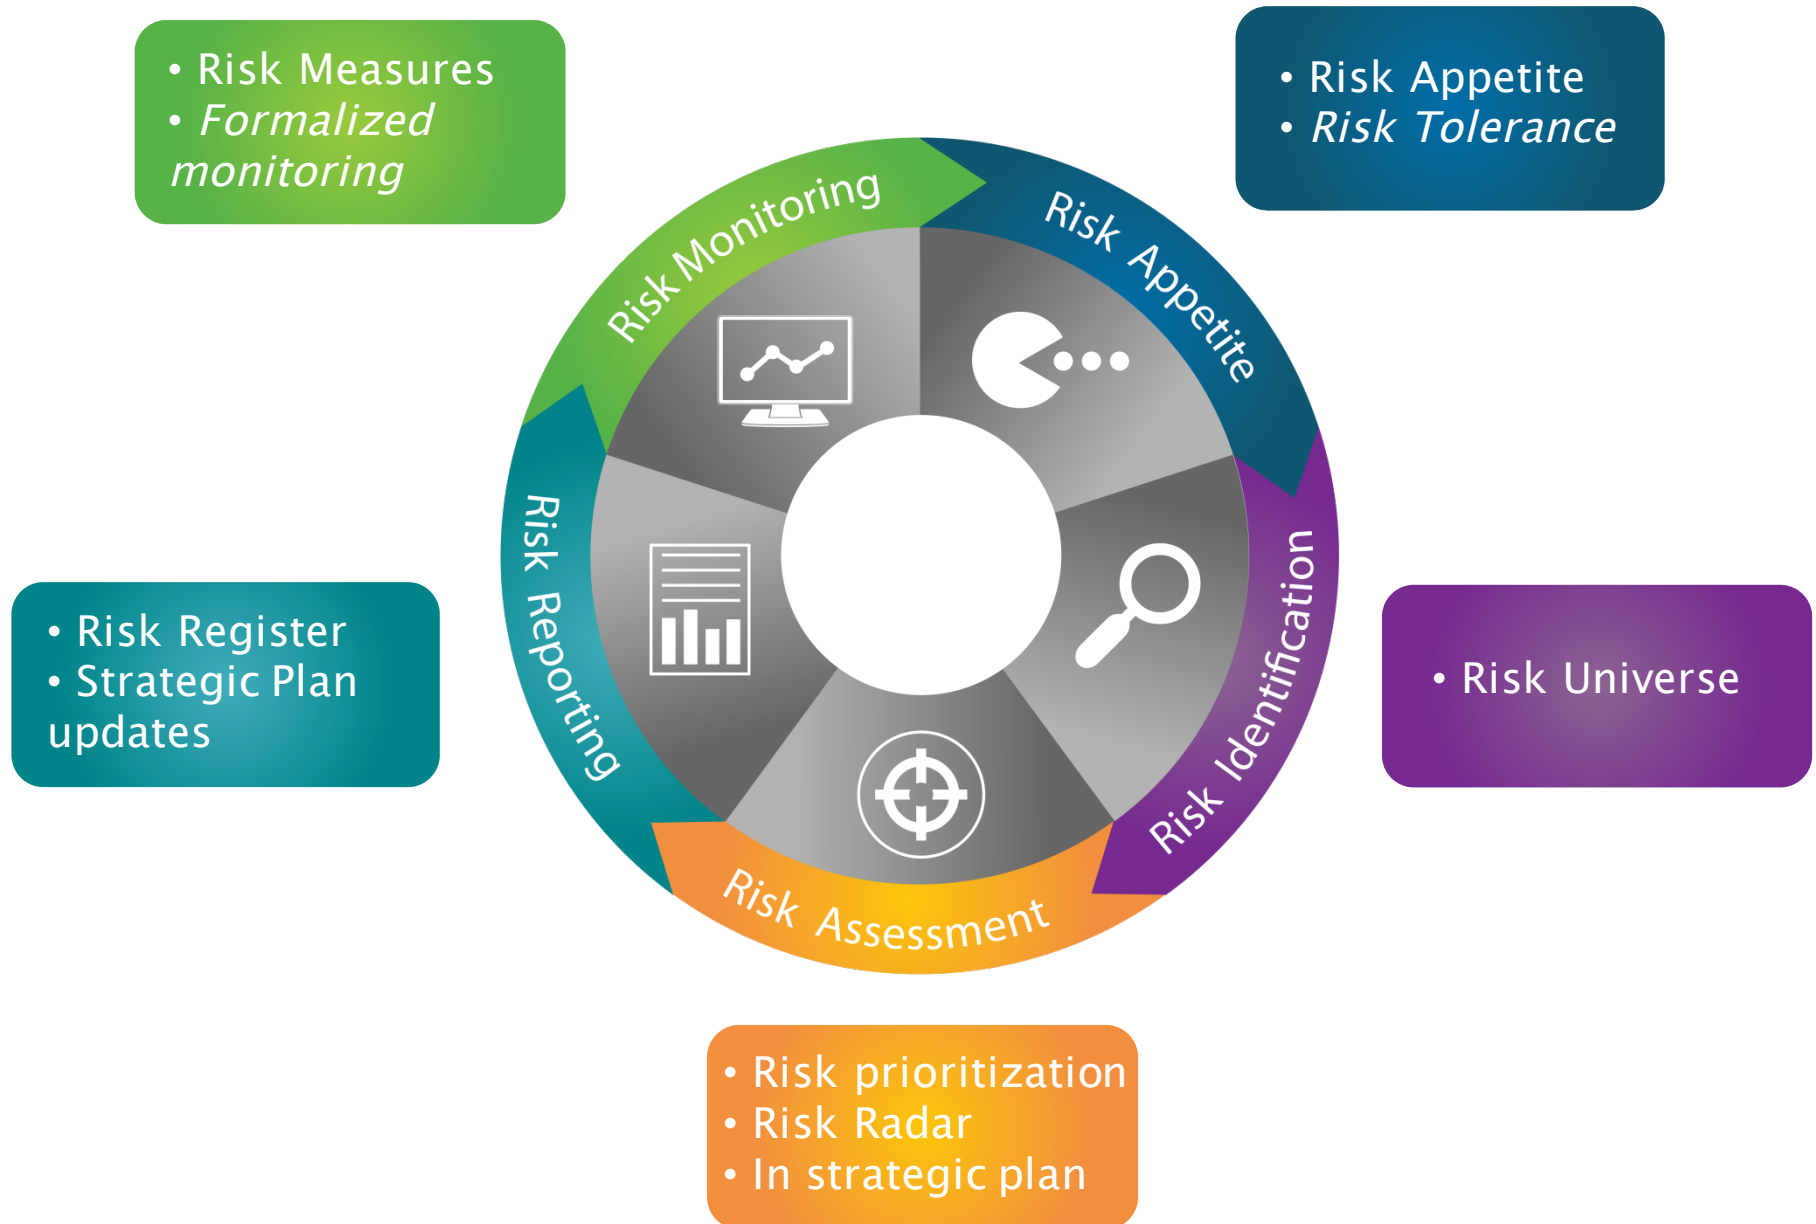 • Risk Measures
• Formalized
monitoring
• Risk Appetite
• Risk Tolerance
Risk Monitoring
Risk Appetite
Risk Reporting
Risk Identification
• Risk Register
• Strategic Plan
updates
• Risk Universe
Risk Assessment
• Risk prioritization
• Risk Radar
• In strategic plan